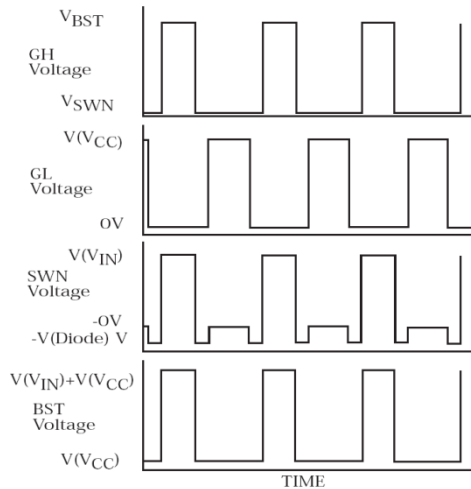 VBST
GH
Voltage
VSWN
V(VCC)
GL
Voltage
0V
V(VIN)
SWN
Voltage
-0V
-V(Diode) V
V(VIN)+V(VCC)
BST
Voltage
V(VCC)
TIME